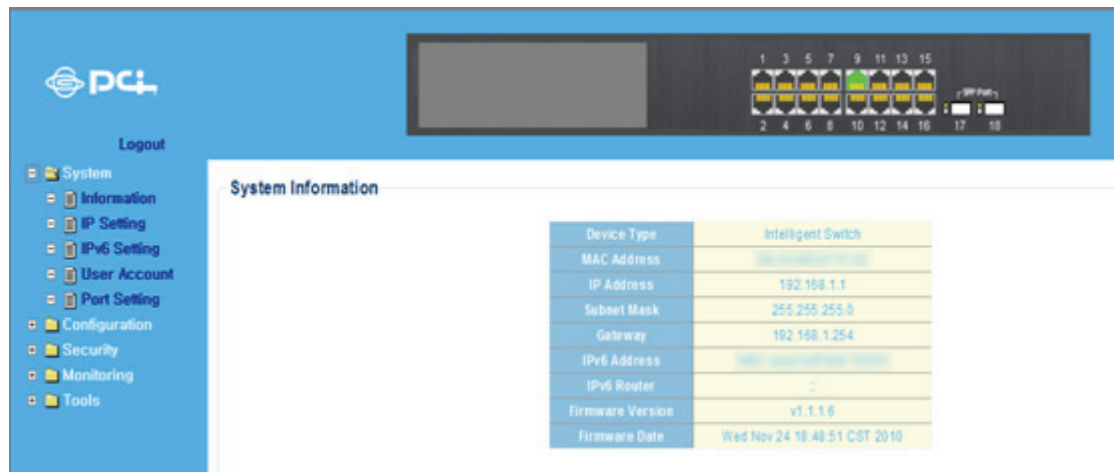 PCi
1 3 5 7 9 11 13 15
SFP Port
2 4 6 8 10 12 14 16 17 18
Logout
System
Information
IP Setting
IPv6 Setting
User Account
Port Setting
Configuration
Security
Monitoring
Tools
System Information
Device Type Intelligent Switch
MAC Address
IP Address 192.168.1.1
Subnet Mask 255.255.255.0
Gateway 192.168.1.254
IPv6 Address
IPv6 Router ::
Firmware Version v1.1.1.6
Firmware Date Wed Nov 24 18:48:51 CST 2010